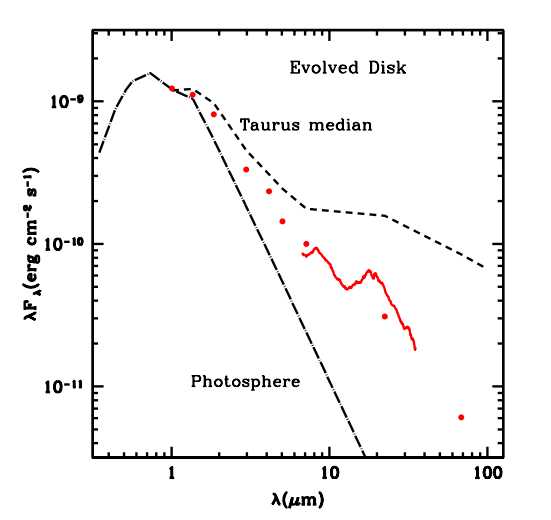 Evolved Disk
10⁻⁹
Taurus median
λF_λ(erg cm⁻² s⁻¹)
10⁻¹⁰
Photosphere
10⁻¹¹
1 10 100
λ(μm)